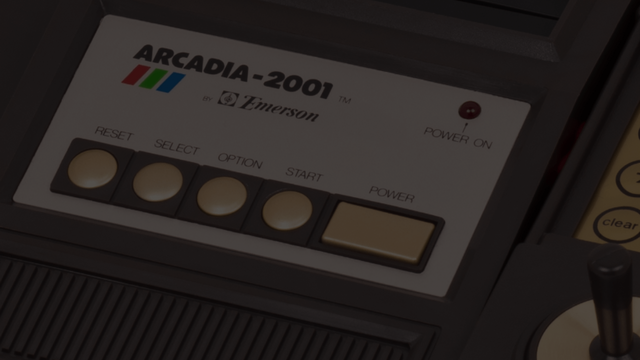 ARCADIA-2001 ™
BY Emerson
POWER ON
RESET SELECT OPTION START POWER
clear